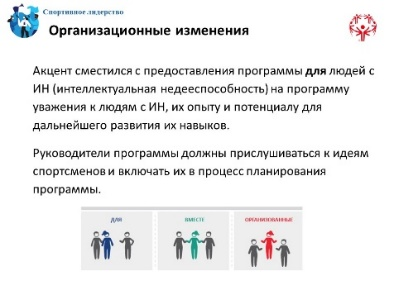 Спортивное лидерство
Организационные изменения
Акцент сместился с предоставления программы для людей с
ИН (интеллектуальная недееспособность) на программу
уважения к людям с ИН, их опыту и потенциалу для
дальнейшего развития их навыков.
Руководители программы должны прислушиваться к идеям
спортсменов и включать их в процесс планирования
программы.
ДЛЯ
ВМЕСТЕ
ОРГАНИЗОВАННЫЕ